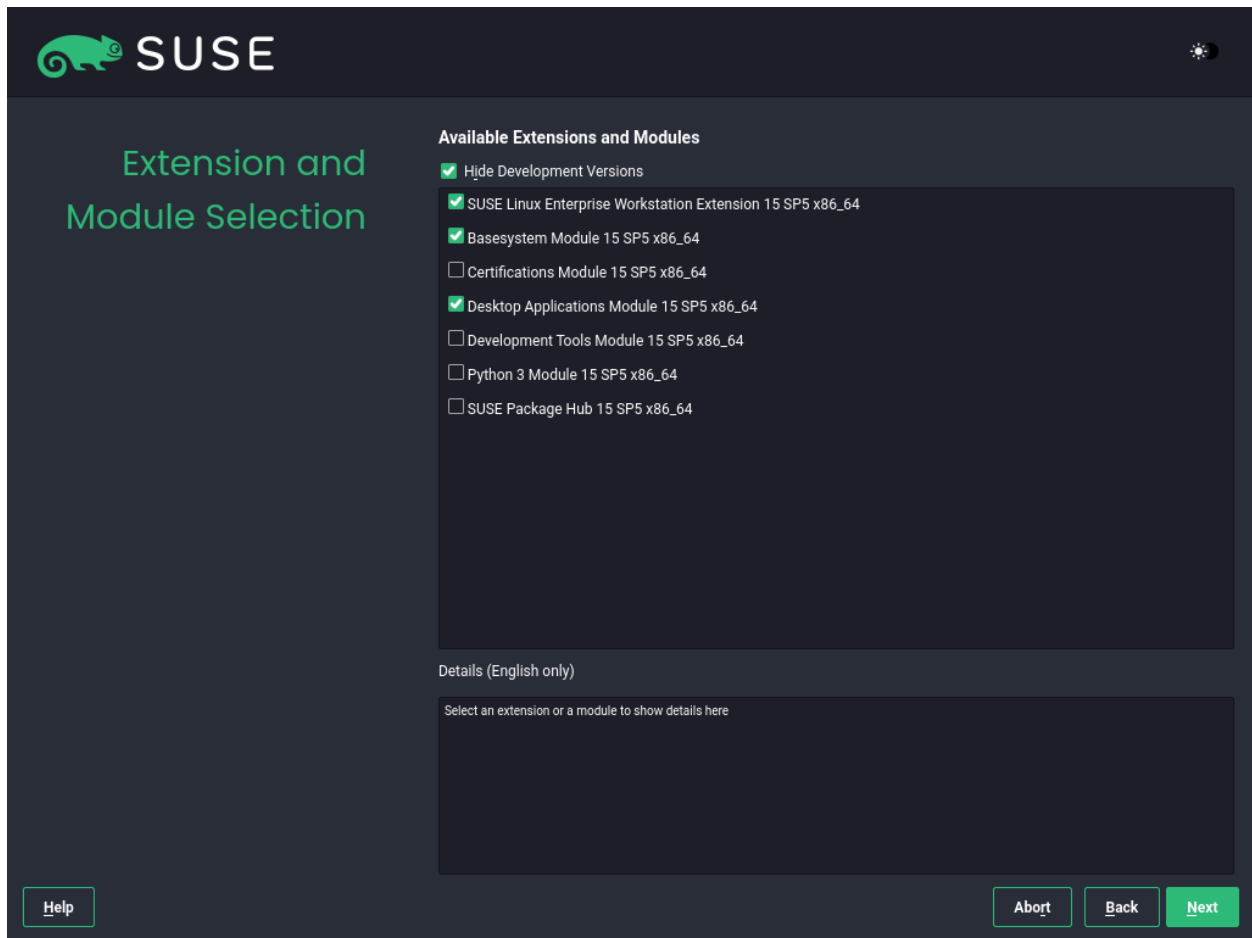 SUSE
Extension and
Module Selection
Available Extensions and Modules
Hide Development Versions
SUSE Linux Enterprise Workstation Extension 15 SP5 x86_64
Basesystem Module 15 SP5 x86_64
Certifications Module 15 SP5 x86_64
Desktop Applications Module 15 SP5 x86_64
Development Tools Module 15 SP5 x86_64
Python 3 Module 15 SP5 x86_64
SUSE Package Hub 15 SP5 x86_64
Details (English only)
Select an extension or a module to show details here
Help
Abort
Back
Next